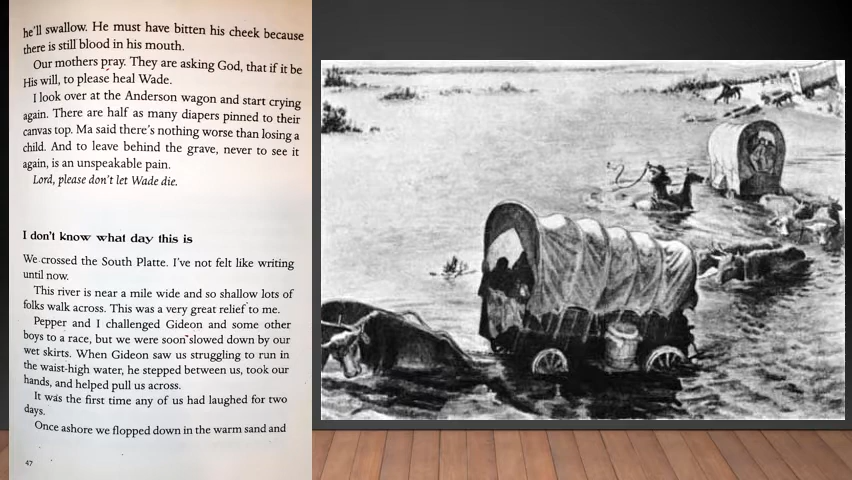 he'll swallow. He must have bitten his cheek because
there is still blood in his mouth.
Our mothers pray. They are asking God, that if it be
His will, to please heal Wade.
I look over at the Anderson wagon and start crying
again. There are half as many diapers pinned to their
canvas top. Ma said there's nothing worse than losing a
child. And to leave behind the grave, never to see it
again, is an unspeakable pain.
Lord, please don't let Wade die.
I don't know what day this is
We crossed the South Platte. I've not felt like writing
until now.
This river is near a mile wide and so shallow lots of
folks walk across. This was a very great relief to me.
Pepper and I challenged Gideon and some other
boys to a race, but we were soon slowed down by our
wet skirts. When Gideon saw us struggling to run in
the waist-high water, he stepped between us, took our
hands, and helped pull us across.
It was the first time any of us had laughed for two
days.
Once ashore we flopped down in the warm sand and
47